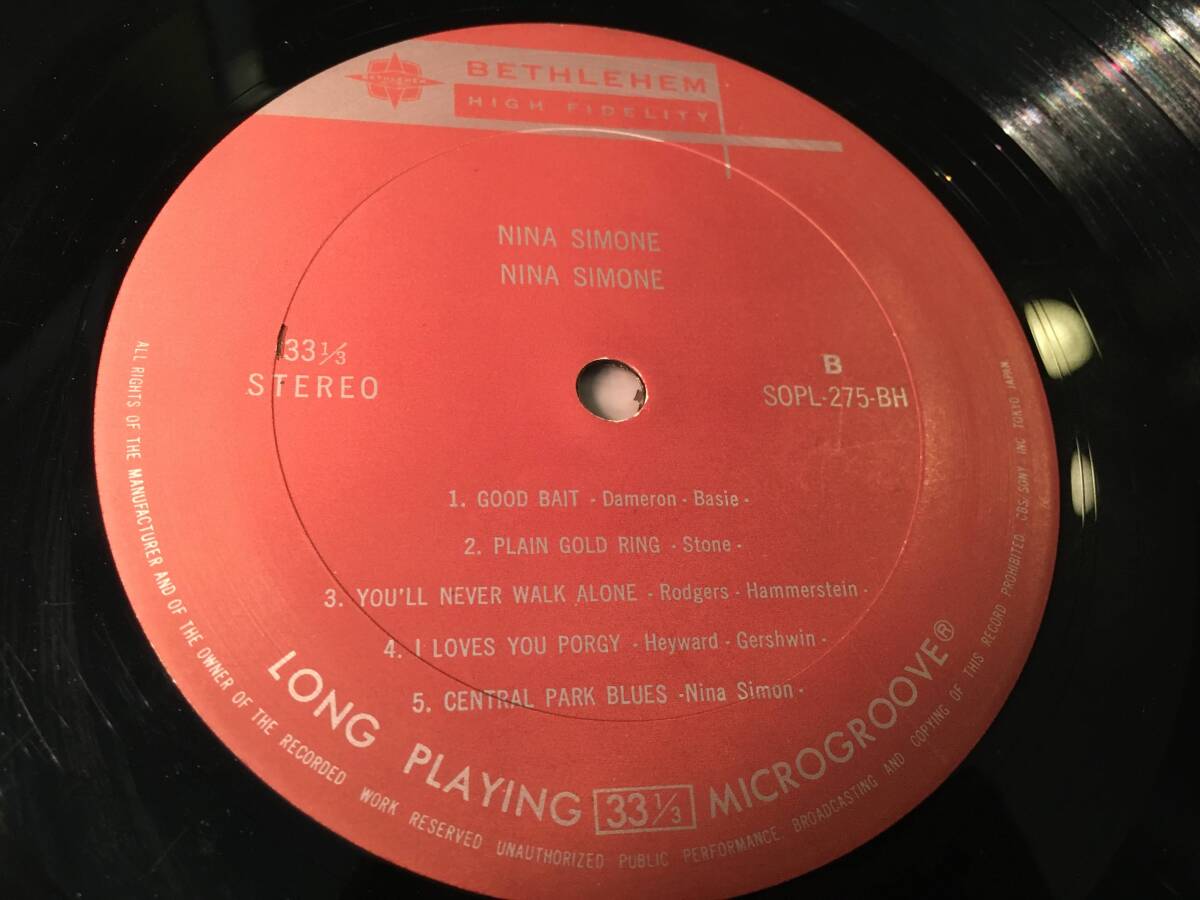 BETHLEHEM
BETHLEHEM
HIGH FIDELITY
NINA SIMONE
NINA SIMONE
33⅓
STEREO
B
SOPL-275-BH
1. GOOD BAIT - Dameron - Basie -
2. PLAIN GOLD RING - Stone -
3. YOU'LL NEVER WALK ALONE - Rodgers - Hammerstein -
4. I LOVES YOU PORGY - Heyward - Gershwin -
5. CENTRAL PARK BLUES -Nina Simon -
LONG PLAYING 33⅓ MICROGROOVE®
ALL RIGHTS OF THE MANUFACTURER AND OF THE OWNER OF THE RECORDED WORK RESERVED UNAUTHORIZED PUBLIC PERFORMANCE, BROADCASTING AND COPYING OF THIS RECORD PROHIBITED CBS/SONY INC TOKYO JAPAN